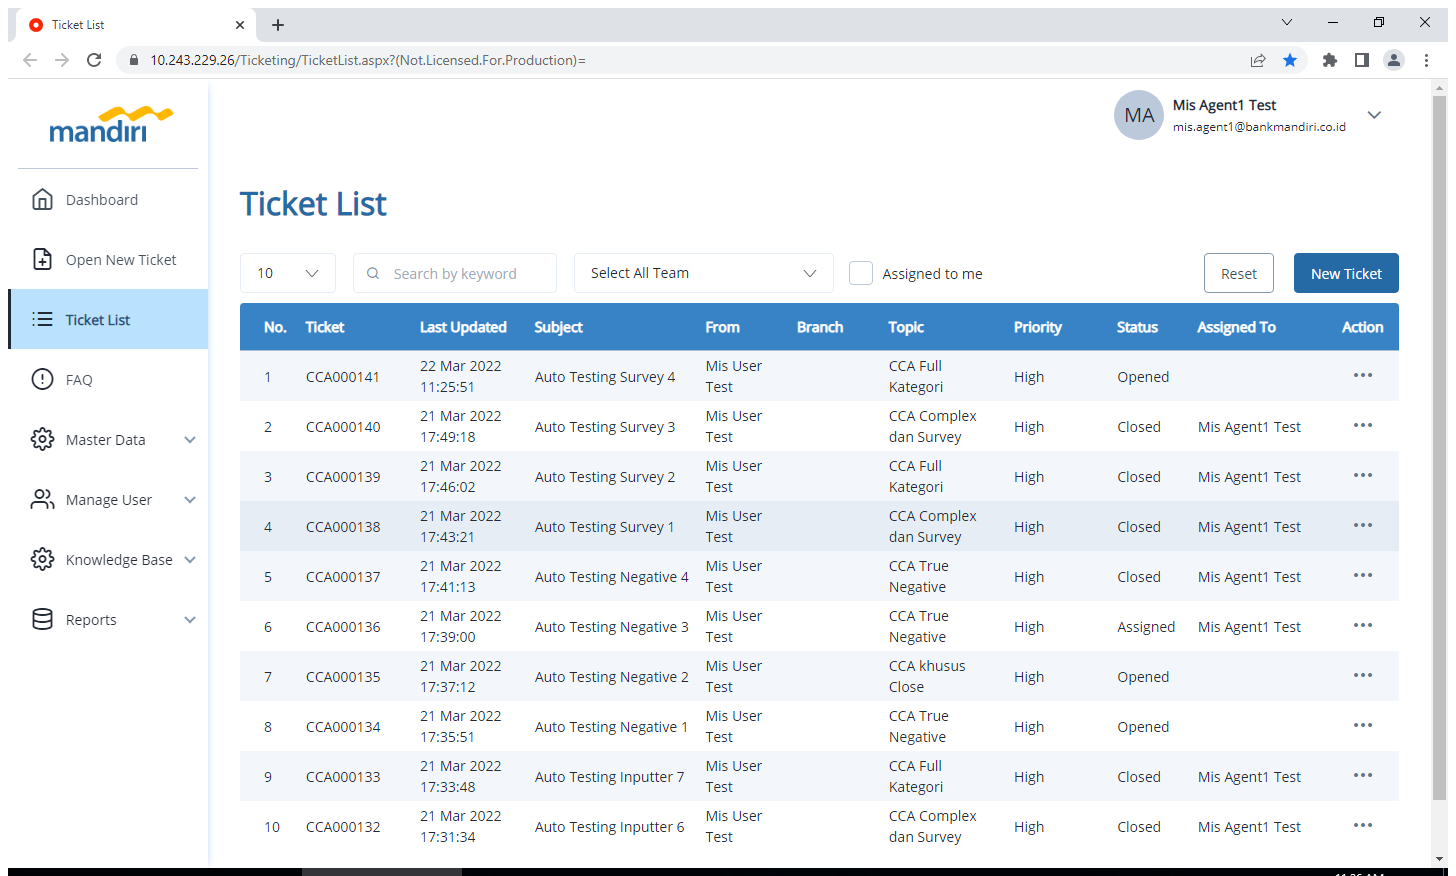 Ticket List
10.243.229.26/Ticketing/TicketList.aspx?(Not.Licensed.For.Production)=
mandiri
MA
Mis Agent1 Test
mis.agent1@bankmandiri.co.id
Dashboard
Open New Ticket
Ticket List
FAQ
Master Data
Manage User
Knowledge Base
Reports
Ticket List
10
Search by keyword
Select All Team
Assigned to me
Reset
New Ticket
No. Ticket Last Updated Subject From Branch Topic Priority Status Assigned To Action
1 CCA000141 22 Mar 2022 11:25:51 Auto Testing Survey 4 Mis User Test CCA Full Kategori High Opened
2 CCA000140 21 Mar 2022 17:49:18 Auto Testing Survey 3 Mis User Test CCA Complex dan Survey High Closed Mis Agent1 Test
3 CCA000139 21 Mar 2022 17:46:02 Auto Testing Survey 2 Mis User Test CCA Full Kategori High Closed Mis Agent1 Test
4 CCA000138 21 Mar 2022 17:43:21 Auto Testing Survey 1 Mis User Test CCA Complex dan Survey High Closed Mis Agent1 Test
5 CCA000137 21 Mar 2022 17:41:13 Auto Testing Negative 4 Mis User Test CCA True Negative High Closed Mis Agent1 Test
6 CCA000136 21 Mar 2022 17:39:00 Auto Testing Negative 3 Mis User Test CCA True Negative High Assigned Mis Agent1 Test
7 CCA000135 21 Mar 2022 17:37:12 Auto Testing Negative 2 Mis User Test CCA khusus Close High Opened
8 CCA000134 21 Mar 2022 17:35:51 Auto Testing Negative 1 Mis User Test CCA True Negative High Opened
9 CCA000133 21 Mar 2022 17:33:48 Auto Testing Inputter 7 Mis User Test CCA Full Kategori High Closed Mis Agent1 Test
10 CCA000132 21 Mar 2022 17:31:34 Auto Testing Inputter 6 Mis User Test CCA Complex dan Survey High Closed Mis Agent1 Test